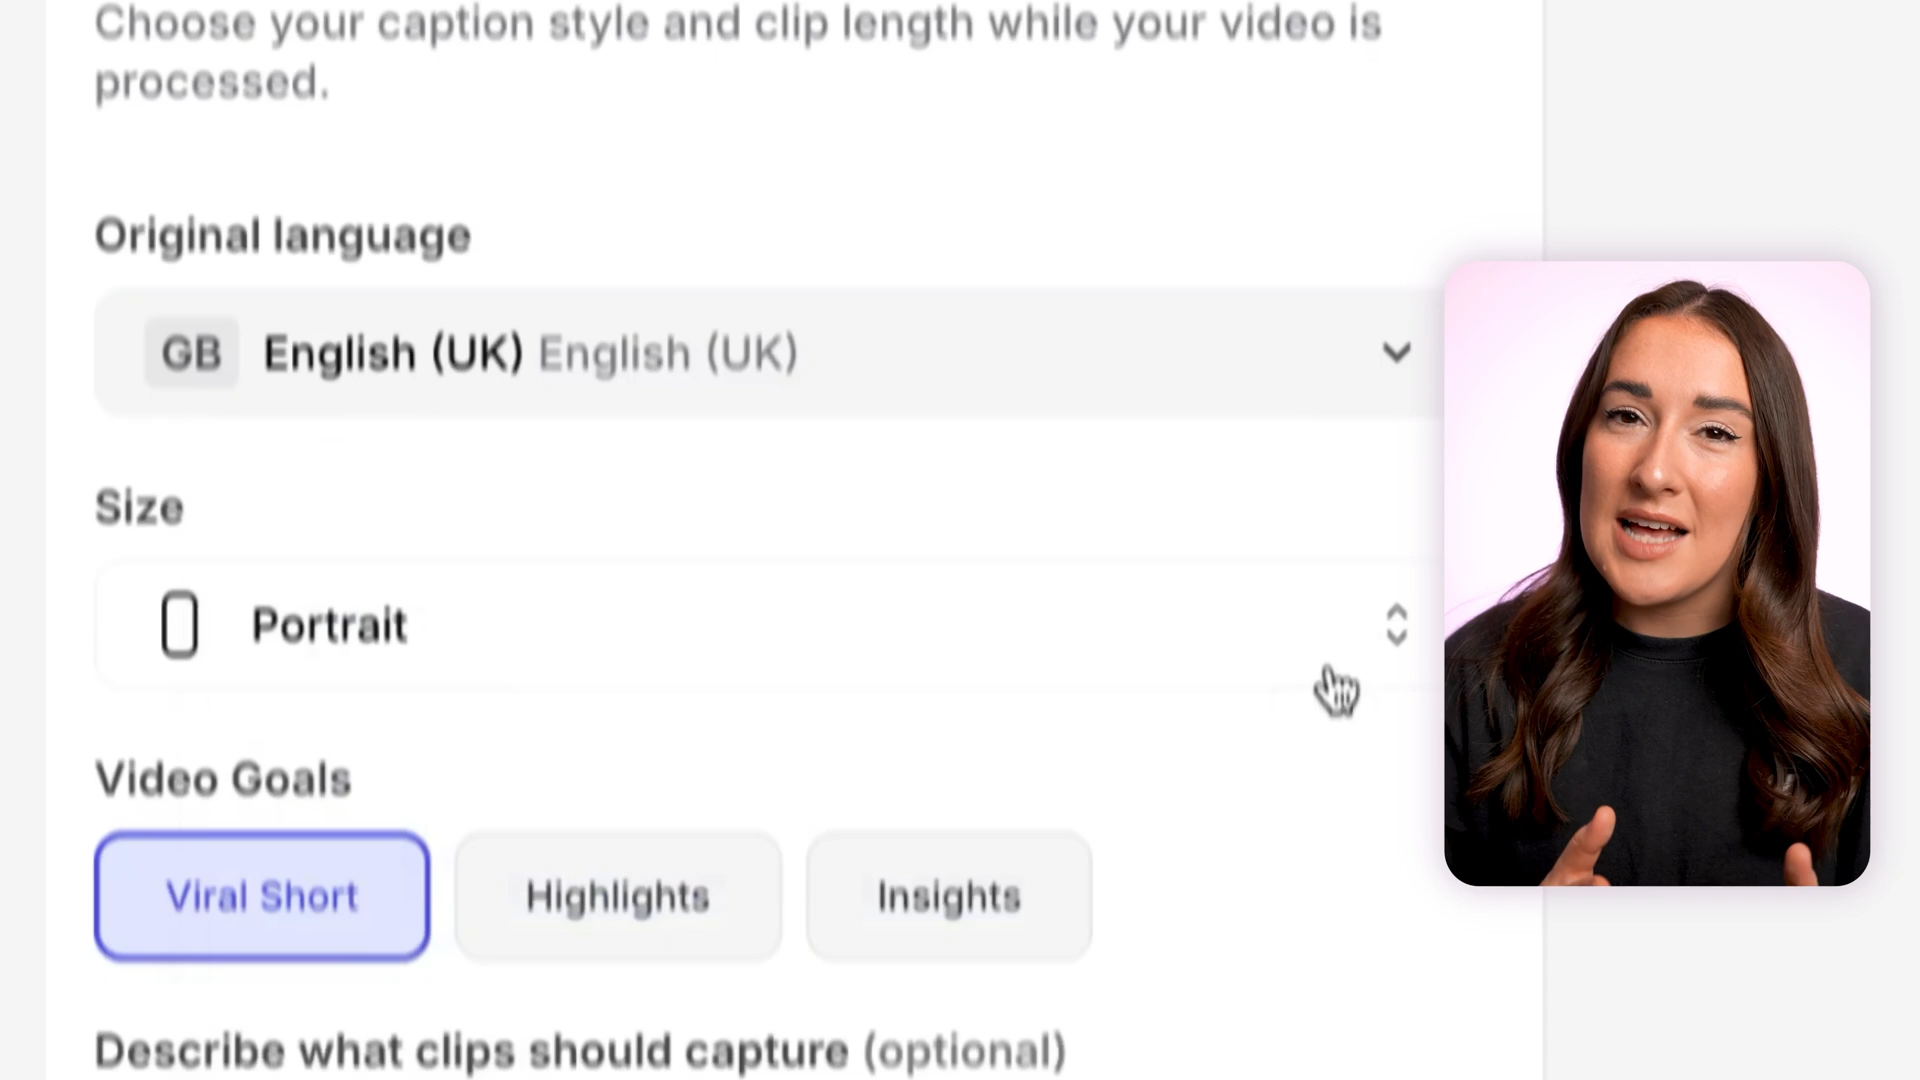 Choose your caption style and clip length while your video is
processed.
Original language
GB English (UK) English (UK)
Size
Portrait
Video Goals
Viral Short
Highlights
Insights
Describe what clips should capture (optional)